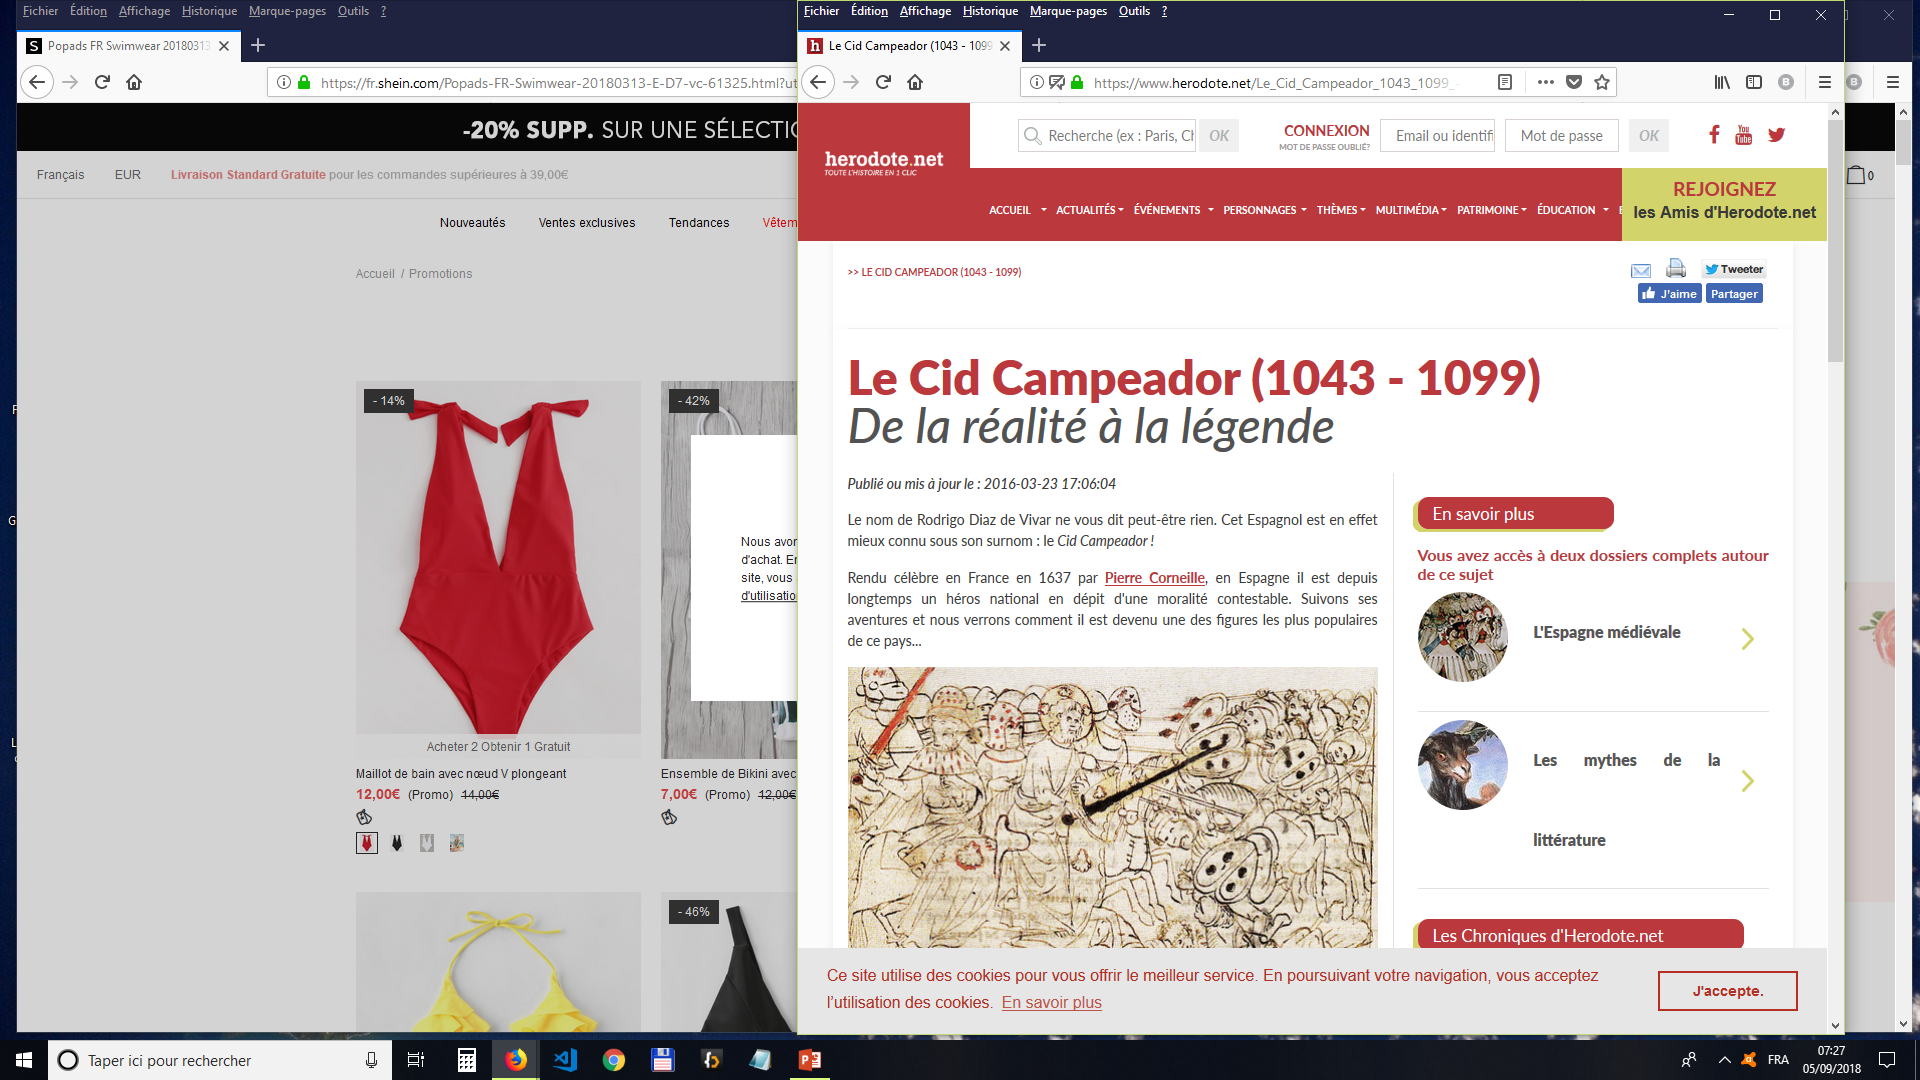 Fichier Édition Affichage Historique Marque-pages Outils ?
Popads FR Swimwear 20180313
https://fr.shein.com/Popads-FR-Swimwear-20180313-E-D7-vc-61325.html?ut
-20% SUPP. SUR UNE SÉLECTIO
Français EUR Livraison Standard Gratuite pour les commandes supérieures à 39,00€
Nouveautés Ventes exclusives Tendances Vêtem
Accueil / Promotions
- 14%
- 42%
Nous avon
d'achat. En
site, vous
d'utilisation
Acheter 2 Obtenir 1 Gratuit
Maillot de bain avec nœud V plongeant
12,00€ (Promo) 14,00€
Ensemble de Bikini avec
7,00€ (Promo) 12,00€
- 46%
0
Fichier Édition Affichage Historique Marque-pages Outils ?
Le Cid Campeador (1043 - 1099
https://www.herodote.net/Le_Cid_Campeador_1043_1099_-
herodote.net
TOUTE L'HISTOIRE EN 1 CLIC
Recherche (ex : Paris, Ch OK
CONNEXION
MOT DE PASSE OUBLIÉ?
Email ou identifi Mot de passe OK
You Tube
ACCUEIL ACTUALITÉS ÉVÉNEMENTS PERSONNAGES THÈMES MULTIMÉDIA PATRIMOINE ÉDUCATION
REJOIGNEZ
les Amis d'Herodote.net
>> LE CID CAMPEADOR (1043 - 1099)
Tweeter
J'aime Partager
Le Cid Campeador (1043 - 1099)
De la réalité à la légende
Publié ou mis à jour le : 2016-03-23 17:06:04
Le nom de Rodrigo Diaz de Vivar ne vous dit peut-être rien. Cet Espagnol est en effet
mieux connu sous son surnom : le Cid Campeador !
Rendu célèbre en France en 1637 par Pierre Corneille, en Espagne il est depuis
longtemps un héros national en dépit d'une moralité contestable. Suivons ses
aventures et nous verrons comment il est devenu une des figures les plus populaires
de ce pays...
En savoir plus
Vous avez accès à deux dossiers complets autour
de ce sujet
L'Espagne médiévale
Les mythes de la
littérature
Les Chroniques d'Herodote.net
Ce site utilise des cookies pour vous offrir le meilleur service. En poursuivant votre navigation, vous acceptez
l'utilisation des cookies. En savoir plus
J'accepte.
Taper ici pour rechercher
FRA
07:27
05/09/2018